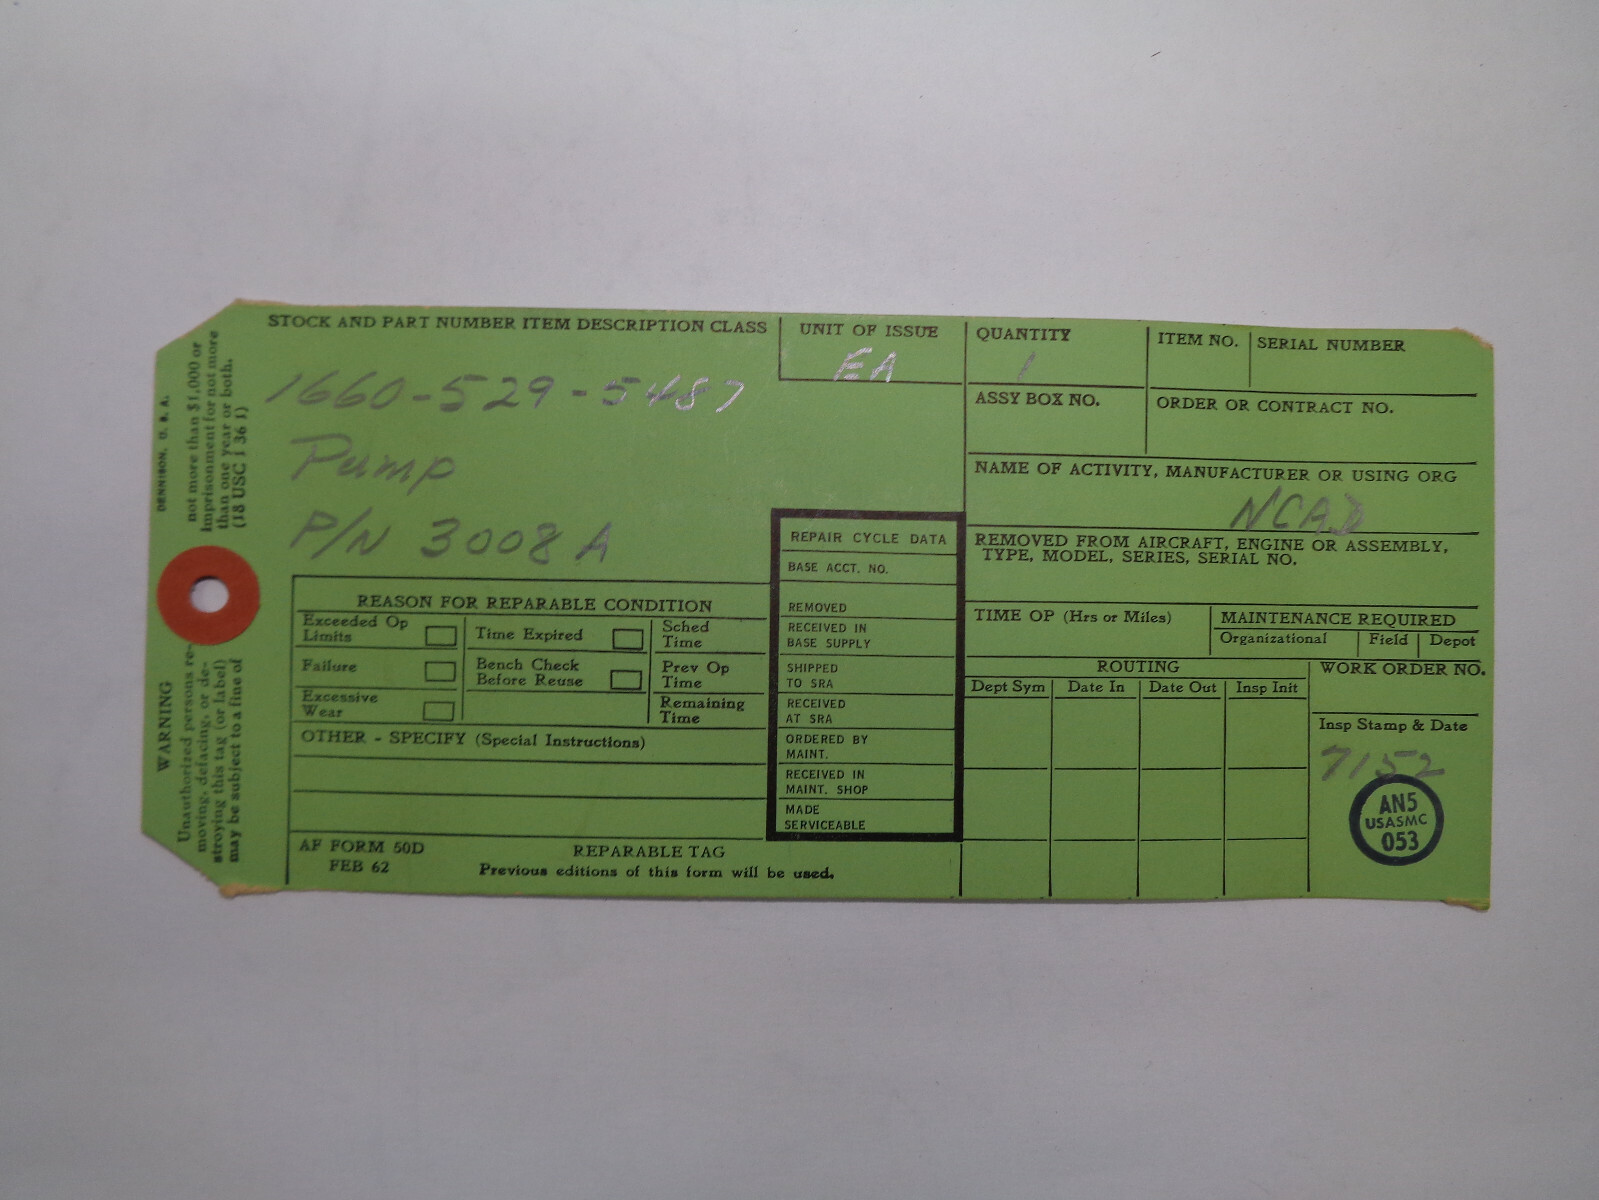 STOCK AND PART NUMBER ITEM DESCRIPTION CLASS
1660-529-5487
Pump
P/N 3008A
UNIT OF ISSUE
EA
QUANTITY
1
ITEM NO.
SERIAL NUMBER
ASSY BOX NO.
ORDER OR CONTRACT NO.
NAME OF ACTIVITY, MANUFACTURER OR USING ORG
NCAD
REMOVED FROM AIRCRAFT, ENGINE OR ASSEMBLY,
TYPE, MODEL, SERIES, SERIAL NO.
TIME OP (Hrs or Miles)
MAINTENANCE REQUIRED
Organizational
Field
Depot
ROUTING
Dept Sym
Date In
Date Out
Insp Init
WORK ORDER NO.
Insp Stamp & Date
7152
AN5
USASMC
053
REPAIR CYCLE DATA
BASE ACCT. NO.
REMOVED
RECEIVED IN
BASE SUPPLY
SHIPPED
TO SRA
RECEIVED
AT SRA
ORDERED BY
MAINT.
RECEIVED IN
MAINT. SHOP
MADE
SERVICEABLE
REASON FOR REPARABLE CONDITION
Exceeded Op
Limits
Time Expired
Sched
Time
Failure
Bench Check
Before Reuse
Prev Op
Time
Excessive
Wear
Remaining
Time
OTHER - SPECIFY (Special Instructions)
AF FORM 50D
FEB 62
REPARABLE TAG
Previous editions of this form will be used.
DENNISON, U. S. A.
WARNING
Unauthorized persons re-
moving, defacing, or de-
stroying this tag (or label)
may be subject to a fine of
not more than $1,000 or
imprisonment for not more
than one year or both.
(18 USC 1361)